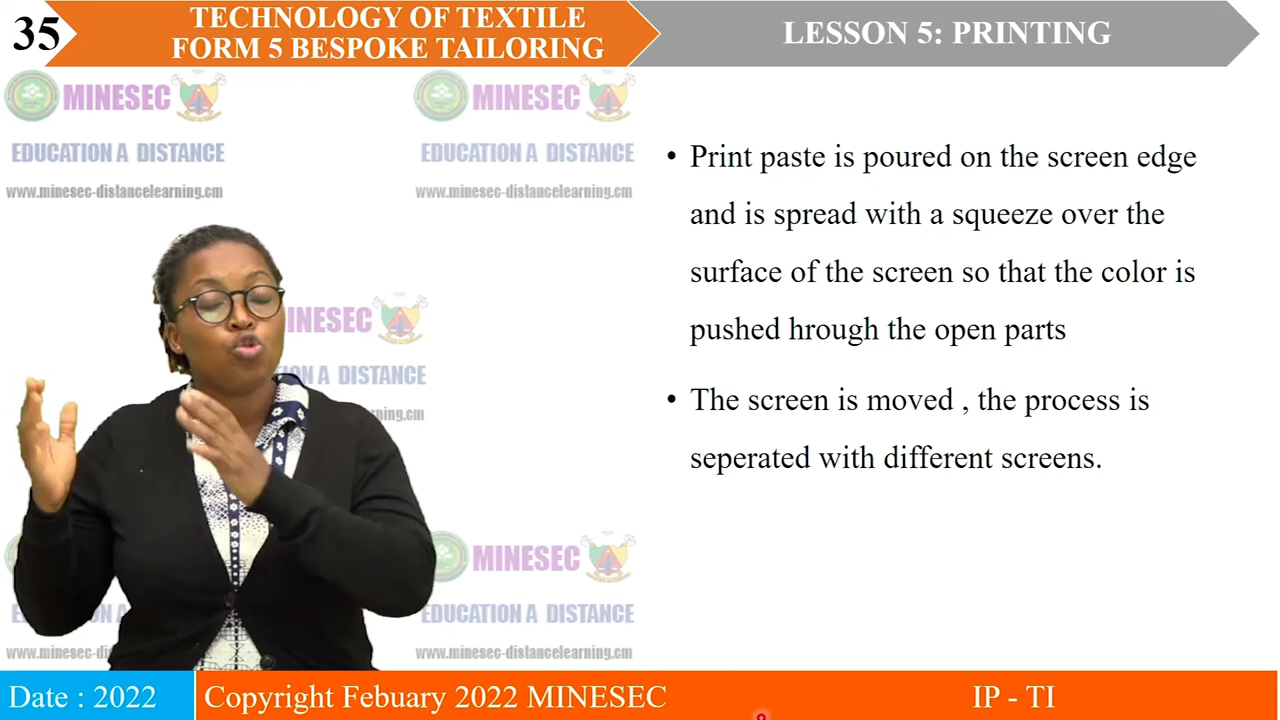 35
TECHNOLOGY OF TEXTILE
FORM 5 BESPOKE TAILORING
LESSON 5: PRINTING
MINESEC
EDUCATION A DISTANCE
www.minesec-distancelearning.cm
MINESEC
EDUCATION A DISTANCE
www.minesec-distancelearning.cm
• Print paste is poured on the screen edge
and is spread with a squeeze over the
surface of the screen so that the color is
pushed hrough the open parts
• The screen is moved , the process is
seperated with different screens.
INESEC
N A DISTANCE
rning.cm
MINESEC
EDUCATION A DISTANCE
www.minesec-distancelearning.cm
Date : 2022
Copyright Febuary 2022 MINESEC
IP - TI